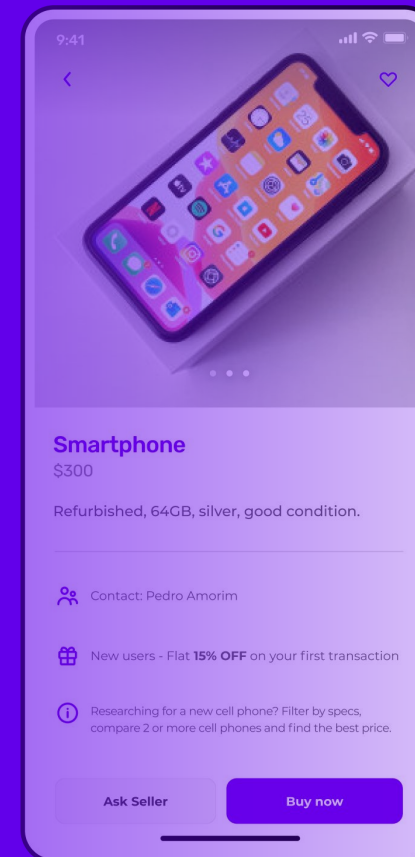 9:41
Smartphone
$300
Refurbished, 64GB, silver, good condition.
Contact: Pedro Amorim
New users - Flat 15% OFF on your first transaction
Researching for a new cell phone? Filter by specs,
compare 2 or more cell phones and find the best price.
Ask Seller
Buy now